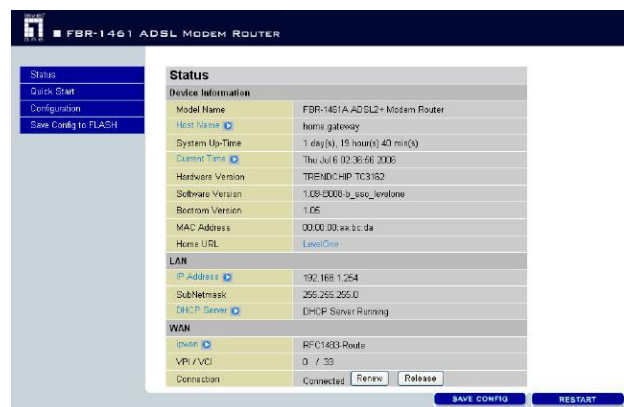 level one
FBR-1461 ADSL MODEM ROUTER
Status
Quick Start
Configuration
Save Config to FLASH
Status
Device Information
Model Name FBR-1461A ADSL2+ Modem Router
Host Name home.gateway
System Up-Time 1 day(s), 19 hour(s) 40 min(s)
Current Time Thu Jul 6 02:36:56 2006
Hardware Version TRENDCHIP TC3162
Software Version 1.09-B008-b_sso_levelone
Bootrom Version 1.05
MAC Address 00:00:00:aa:bc:da
Home URL LevelOne
LAN
IP Address 192.168.1.254
SubNetmask 255.255.255.0
DHCP Server DHCP Server Running
WAN
ipwan RFC1483-Route
VPI / VCI 0 / 33
Connection Connected Renew Release
SAVE CONFIG RESTART